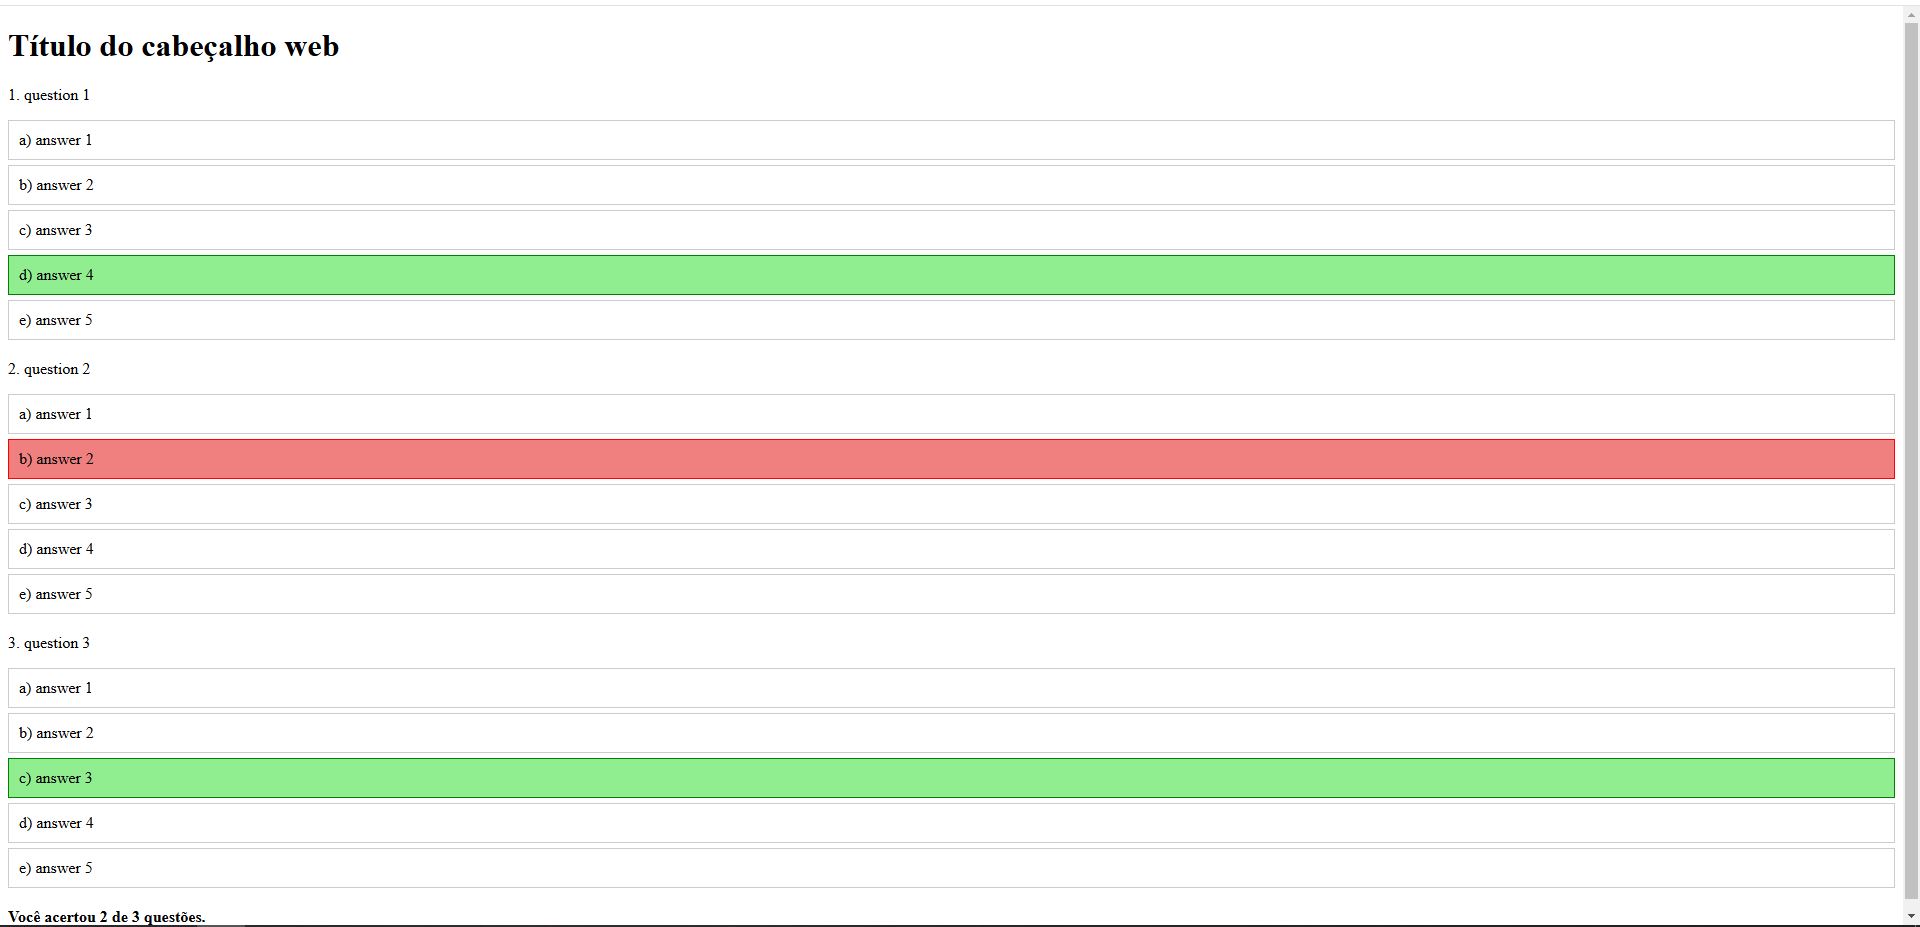 Título do cabeçalho web
1. question 1
a) answer 1
b) answer 2
c) answer 3
d) answer 4
e) answer 5
2. question 2
a) answer 1
b) answer 2
c) answer 3
d) answer 4
e) answer 5
3. question 3
a) answer 1
b) answer 2
c) answer 3
d) answer 4
e) answer 5
Você acertou 2 de 3 questões.